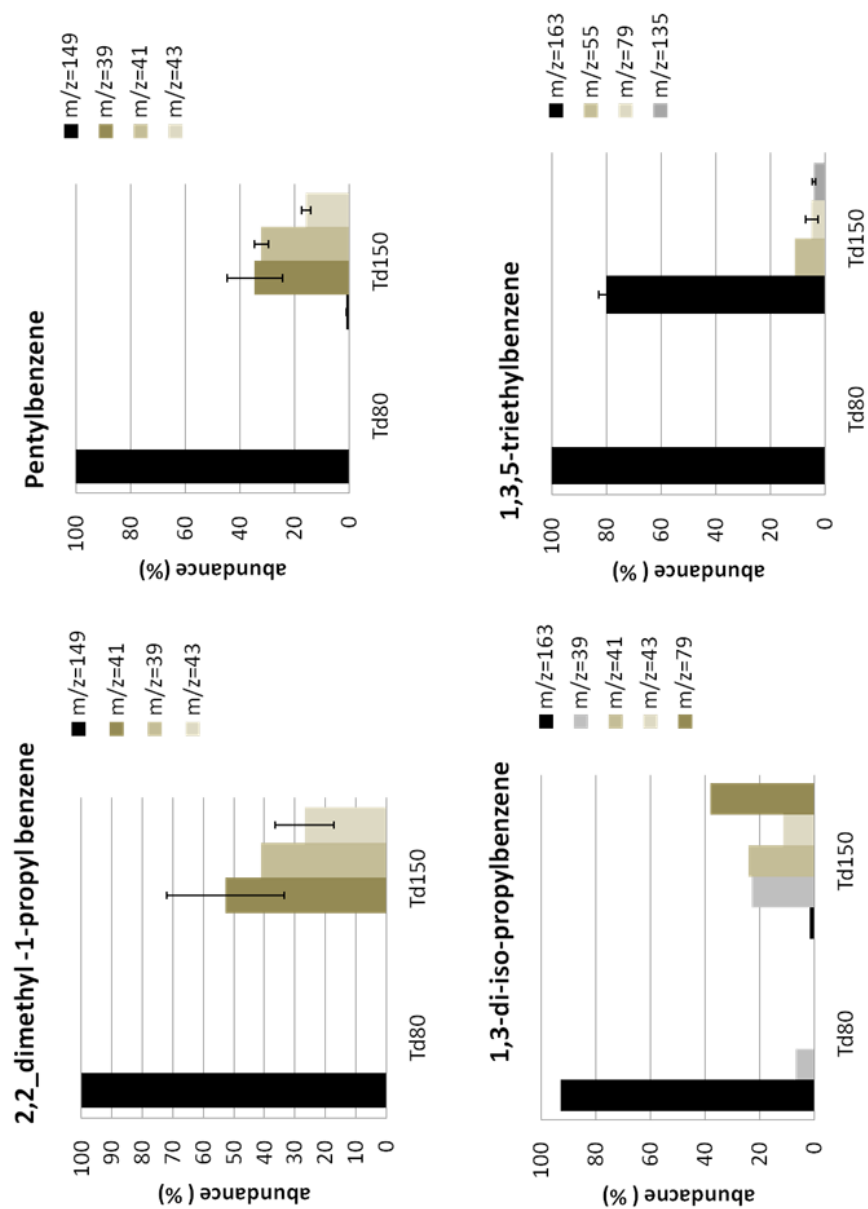 2,2_dimethyl -1-propyl benzene
abundance (%)
100
90
80
70
60
50
40
30
20
10
0
Td80
Td150
m/z=149
m/z=41
m/z=39
m/z=43
Pentylbenzene
abundance (%)
100
80
60
40
20
0
Td80
Td150
m/z=149
m/z=39
m/z=41
m/z=43
1,3-di-iso-propylbenzene
abundacne (%)
100
80
60
40
20
0
Td80
Td150
m/z=163
m/z=39
m/z=41
m/z=43
m/z=79
1,3,5-triethylbenzene
abundance (%)
100
80
60
40
20
0
Td80
Td150
m/z=163
m/z=55
m/z=79
m/z=135